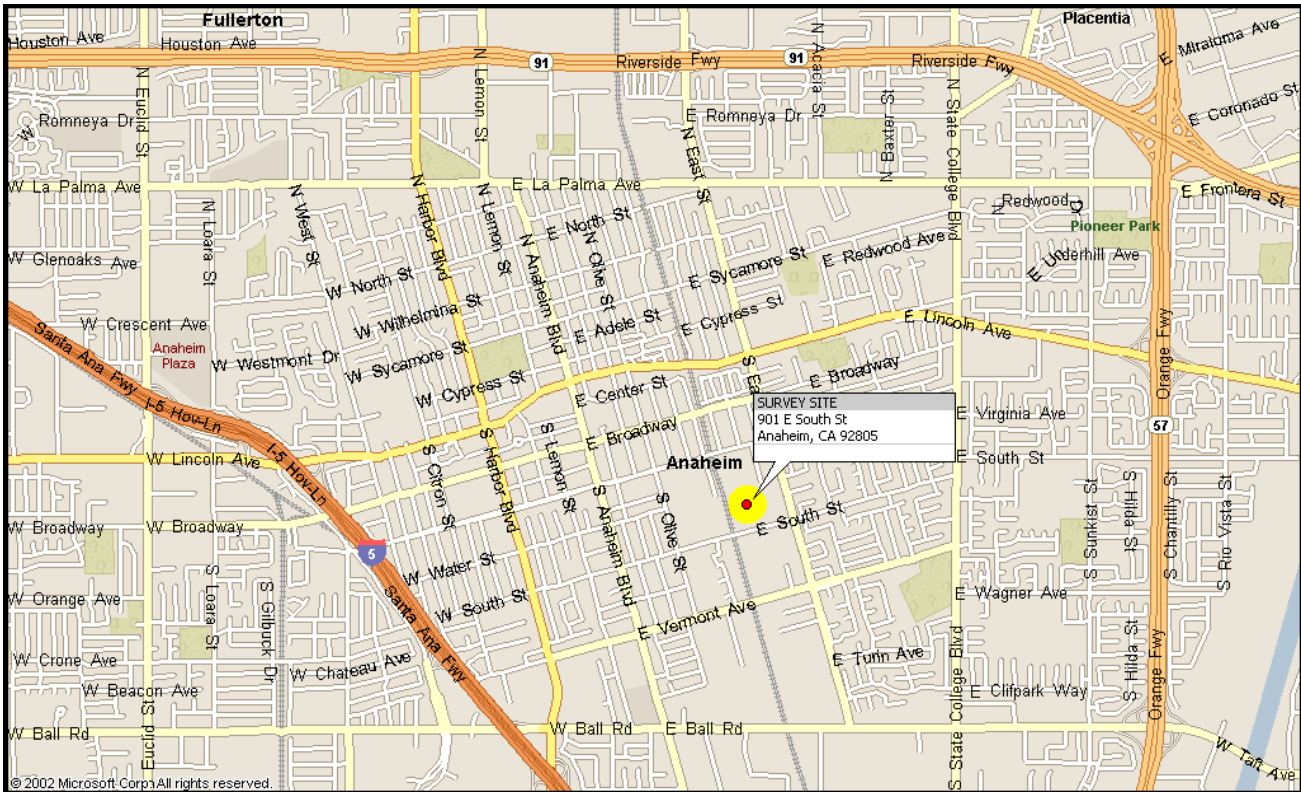 Fullerton
Placentia
Houston Ave
Houston Ave
91
Riverside Fwy
91
Riverside Fwy
E Miraloma Ave
N Euclid St
N Lemon St
N Acacia St
W Romneya Dr
E Romneya Dr
N Baxter St
N State College Blvd
E Coronado St
N East St
W La Palma Ave
E La Palma Ave
E Frontera St
N Loara St
N West St
N Harbor Blvd
N Lemon St
N Anaheim Blvd
E North St
N Olive St
N Redwood Dr
Pioneer Park
W Glenoaks Ave
W North St
E Sycamore St
E Redwood Ave
E Underhill Ave
W Crescent Ave
W Wilhelmina St
E Adele St
E Cypress St
E Lincoln Ave
Santa Ana Fwy
Anaheim
Plaza
W Westmont Dr
W Sycamore St
W Cypress St
E Center St
S Ea
E Broadway
Orange Fwy
I-5 Hov-Ln
SURVEY SITE
901 E South St
Anaheim, CA 92805
E Virginia Ave
57
W Lincoln Ave
I-5 Hov-Ln
S Citron St
S Harbor Blvd
S Lemon St
E Broadway
Anaheim
E South St
S Anaheim Blvd
S Olive St
E South St
S Sunkist St
S Hilda St
S Chantilly St
S Rio Vista St
W Broadway
W Broadway
5
W Water St
W South St
W Orange Ave
S Loara St
S Gilbuck Dr
Santa Ana Fwy
E Vermont Ave
E Wagner Ave
W Crone Ave
W Chateau Ave
E Turin Ave
S Hilda St
W Beacon Ave
E Clifpark Way
Orange Fwy
W Ball Rd
Euclid St
W Ball Rd
E Ball Rd
S State College Blvd
W Taft Ave
© 2002 Microsoft Corp. All rights reserved.